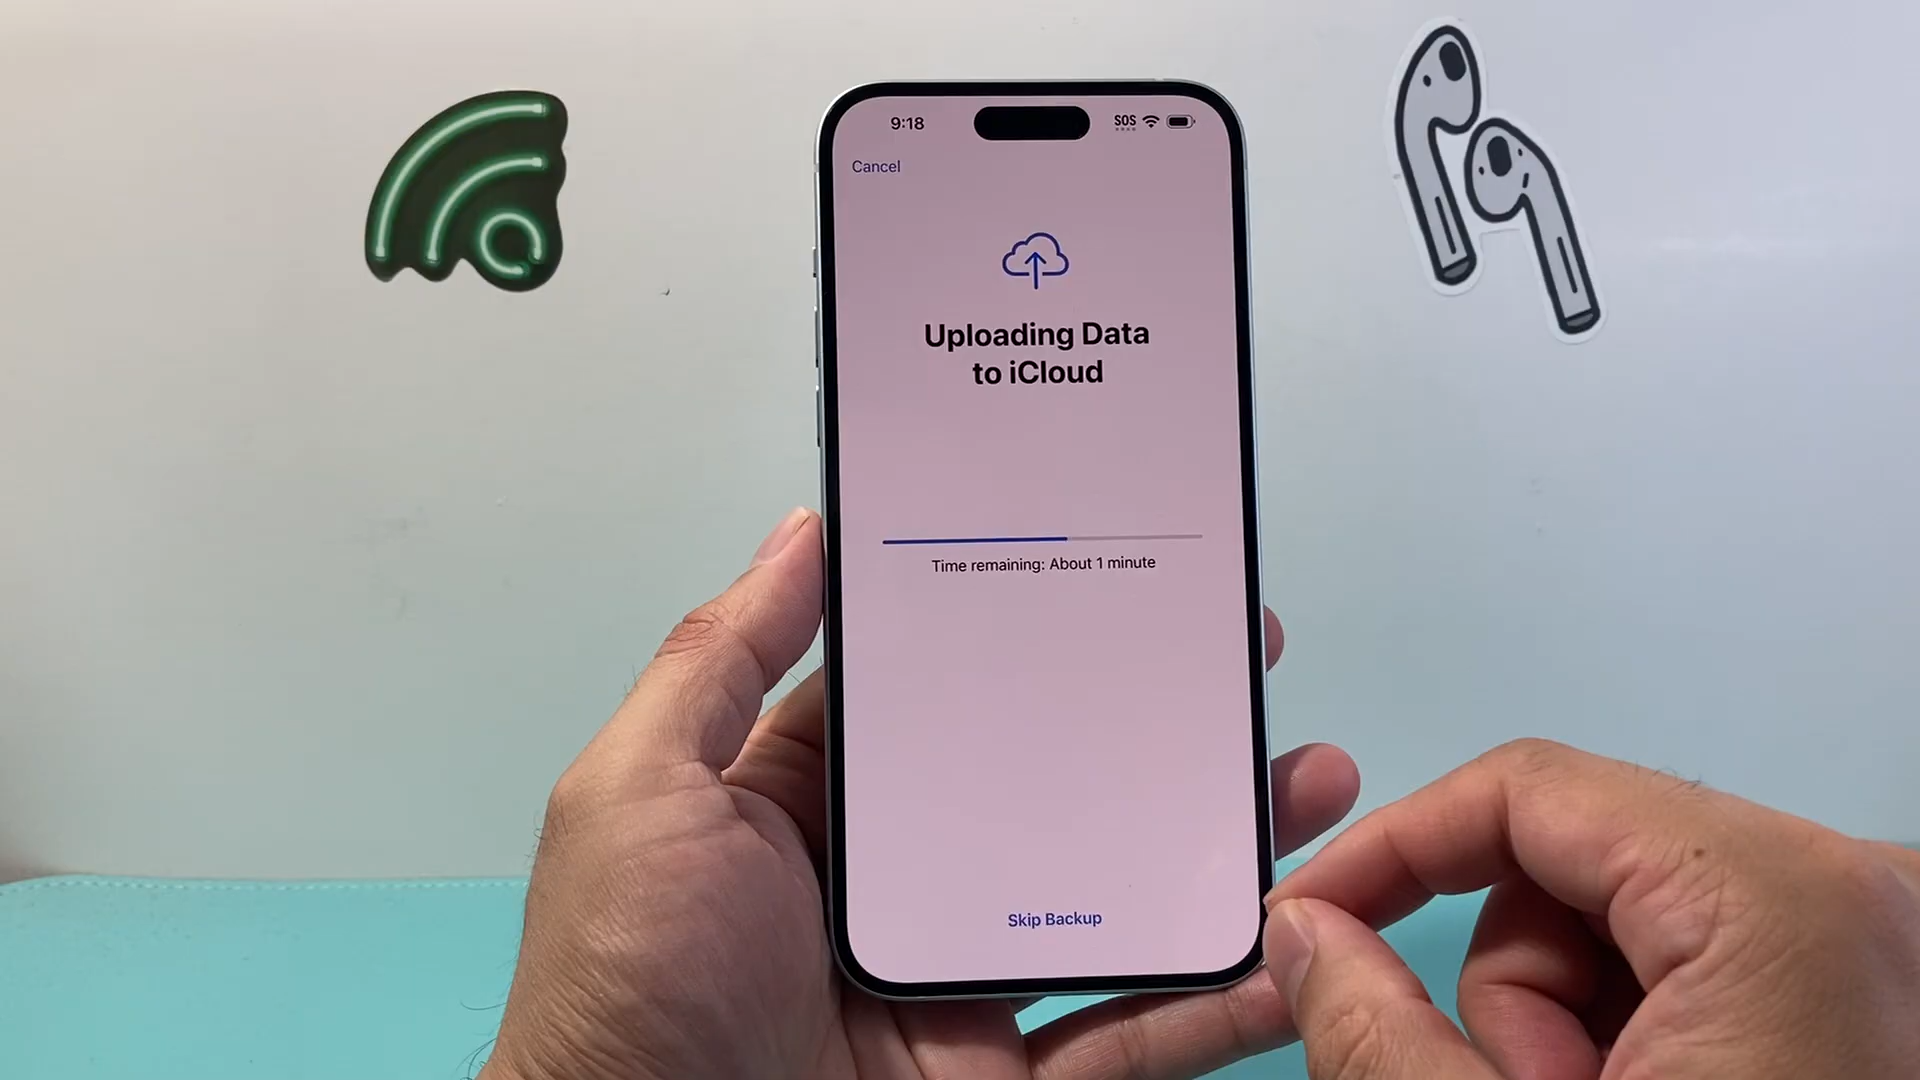 9:18
SOS
Cancel
Uploading Data
to iCloud
Time remaining: About 1 minute
Skip Backup